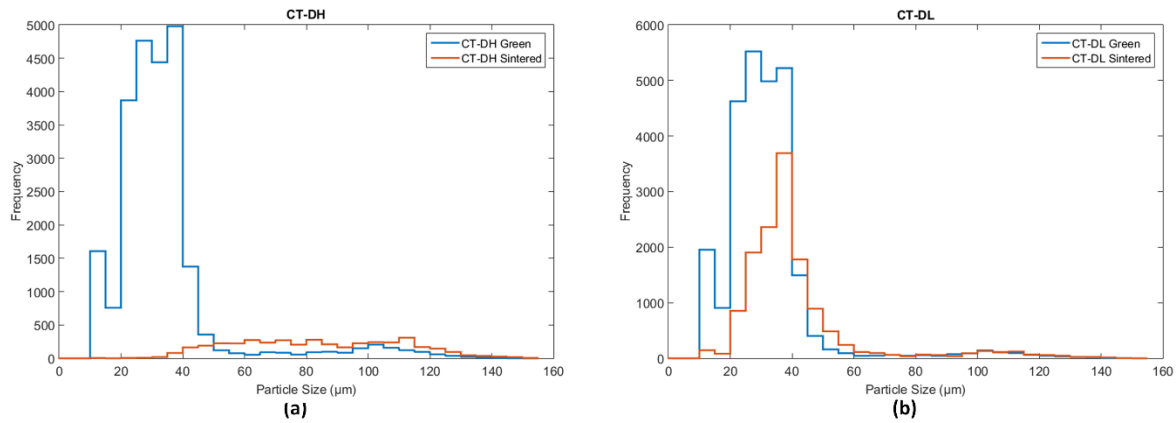 CT-DH
5000
4500
4000
3500
3000
2500
2000
1500
1000
500
0
Frequency
CT-DH Green
CT-DH Sintered
0 20 40 60 80 100 120 140 160
Particle Size (µm)
(a)
CT-DL
6000
5000
4000
3000
2000
1000
0
Frequency
CT-DL Green
CT-DL Sintered
0 20 40 60 80 100 120 140 160
Particle Size (µm)
(b)